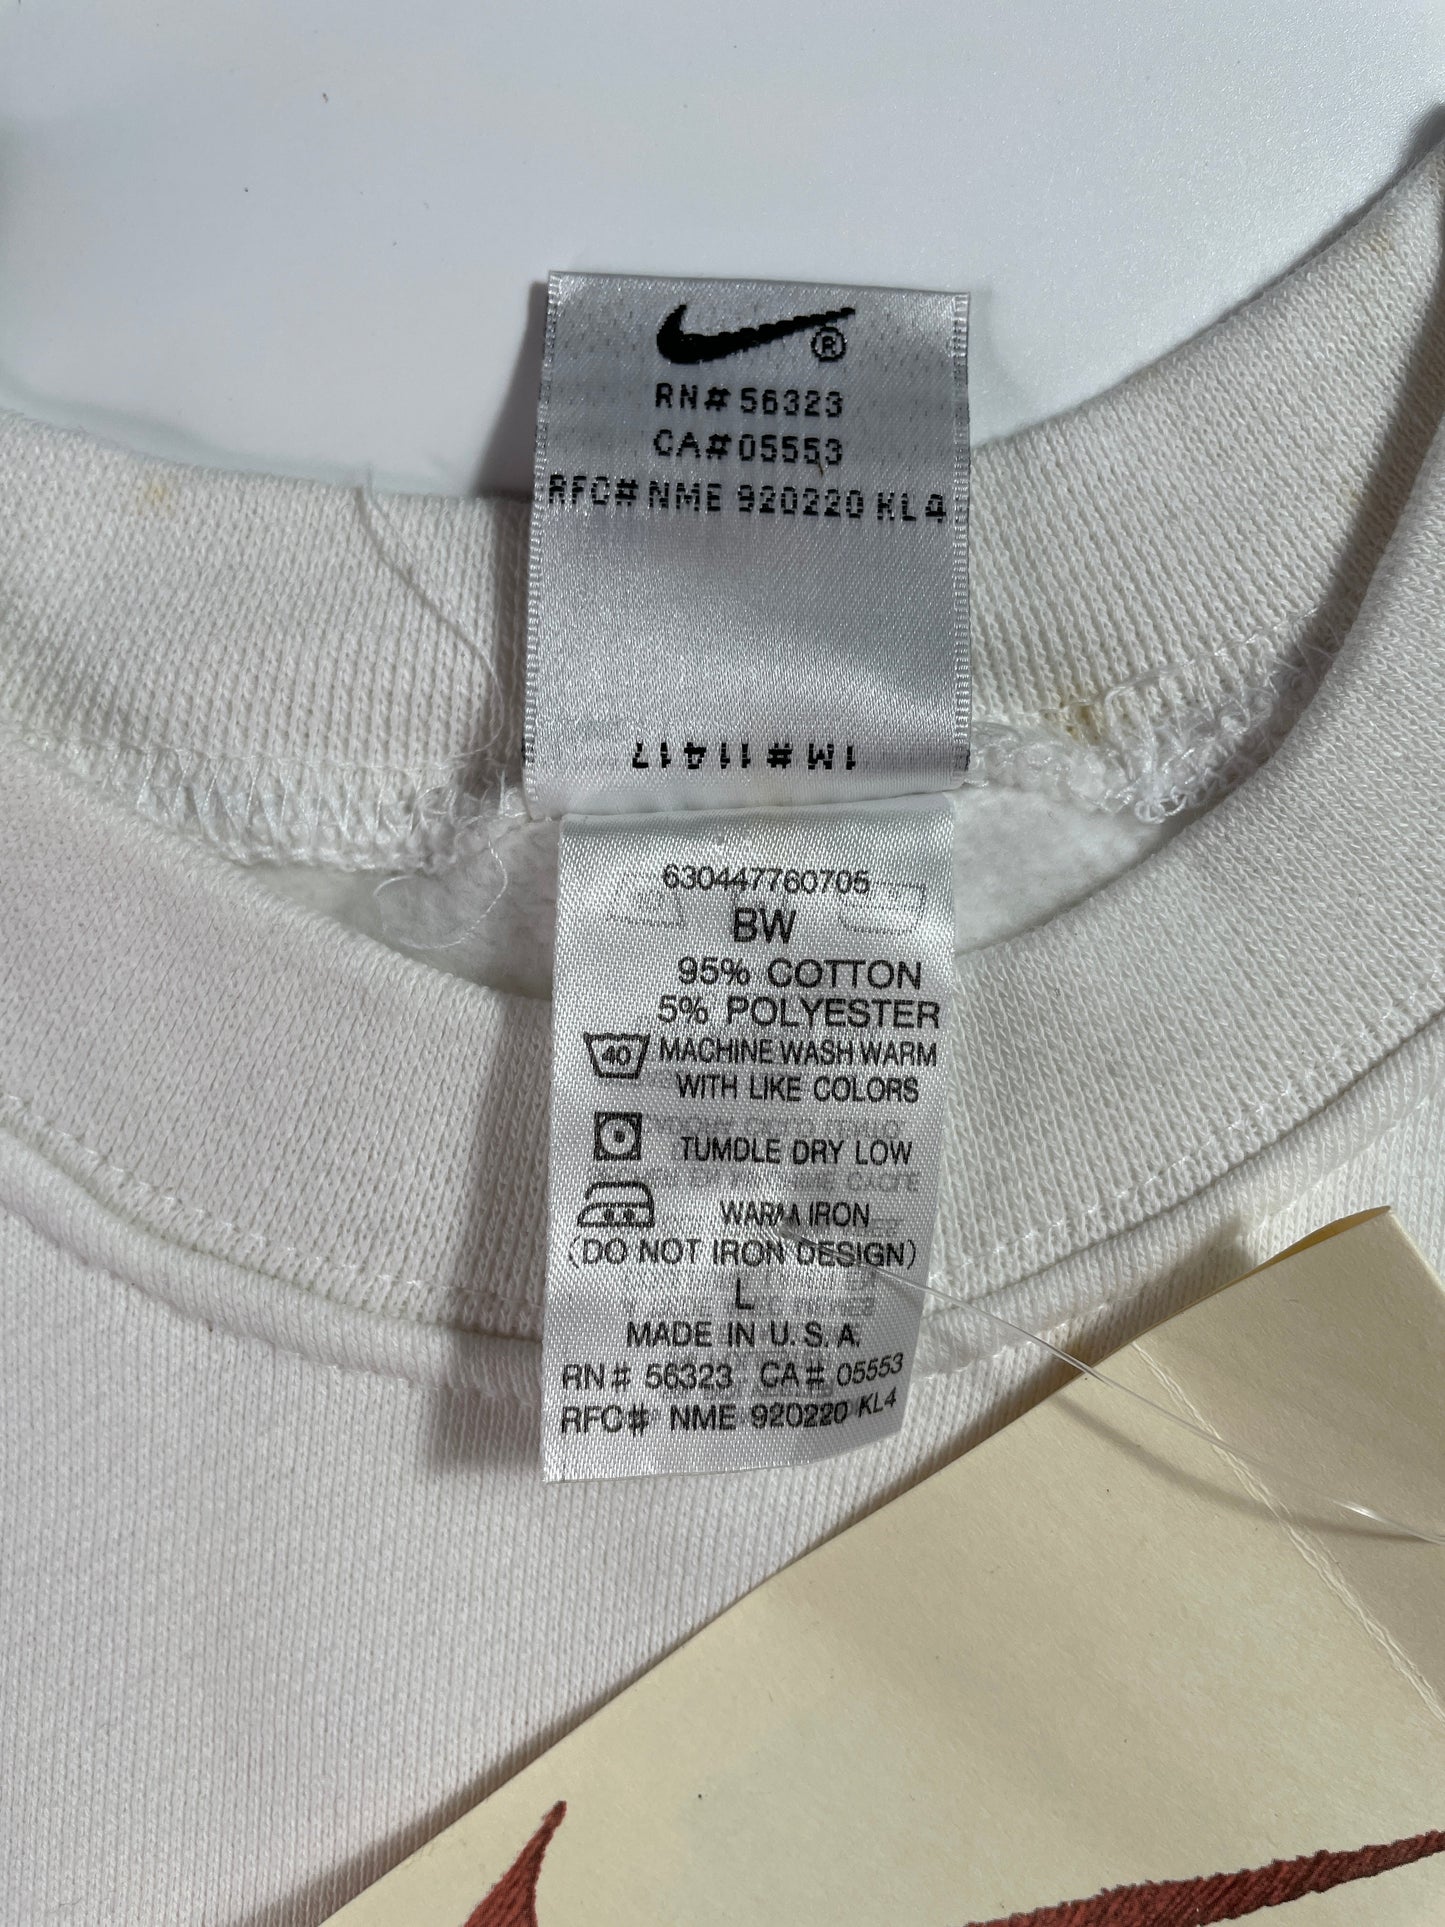 ®
RN# 56323
CA# 05553
RFC# NME 920220 KL4
1M#11417
630447760705
BW
95% COTTON
5% POLYESTER
40 MACHINE WASH WARM
WITH LIKE COLORS
TUMDLE DRY LOW
WARM IRON
(DO NOT IRON DESIGN)
L
MADE IN U.S.A.
RN# 56323 CA# 05553
RFC# NME 920220 KL4